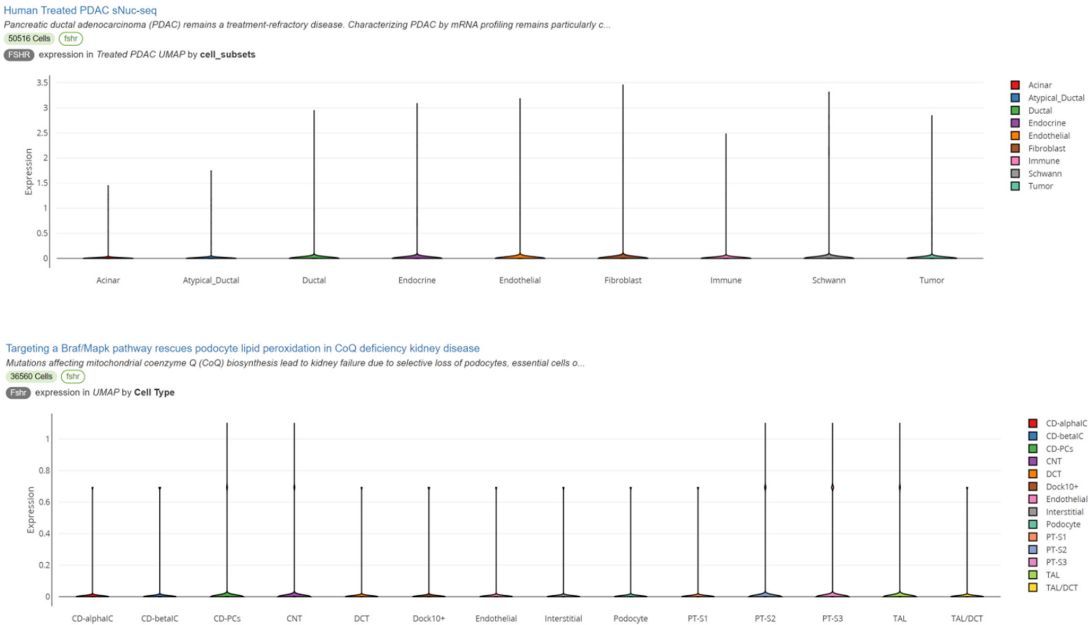 Human Treated PDAC sNuc-seq
Pancreatic ductal adenocarcinoma (PDAC) remains a treatment-refractory disease. Characterizing PDAC by mRNA profiling remains particularly c...
50516 Cells fshr
FSHR expression in Treated PDAC UMAP by cell_subsets
3.5
3
2.5
2
1.5
1
0.5
0
Expression
Acinar Atypical_Ductal Ductal Endocrine Endothelial Fibroblast Immune Schwann Tumor
Acinar
Atypical_Ductal
Ductal
Endocrine
Endothelial
Fibroblast
Immune
Schwann
Tumor
Targeting a Braf/Mapk pathway rescues podocyte lipid peroxidation in CoQ deficiency kidney disease
Mutations affecting mitochondrial coenzyme Q (CoQ) biosynthesis lead to kidney failure due to selective loss of podocytes, essential cells o...
36560 Cells fshr
Fshr expression in UMAP by Cell Type
1
0.8
0.6
0.4
0.2
0
Expression
CD-alphaIC CD-betaIC CD-PCs CNT DCT Dock10+ Endothelial Interstitial Podocyte PT-S1 PT-S2 PT-S3 TAL TAL/DCT
CD-alphaIC
CD-betaIC
CD-PCs
CNT
DCT
Dock10+
Endothelial
Interstitial
Podocyte
PT-S1
PT-S2
PT-S3
TAL
TAL/DCT